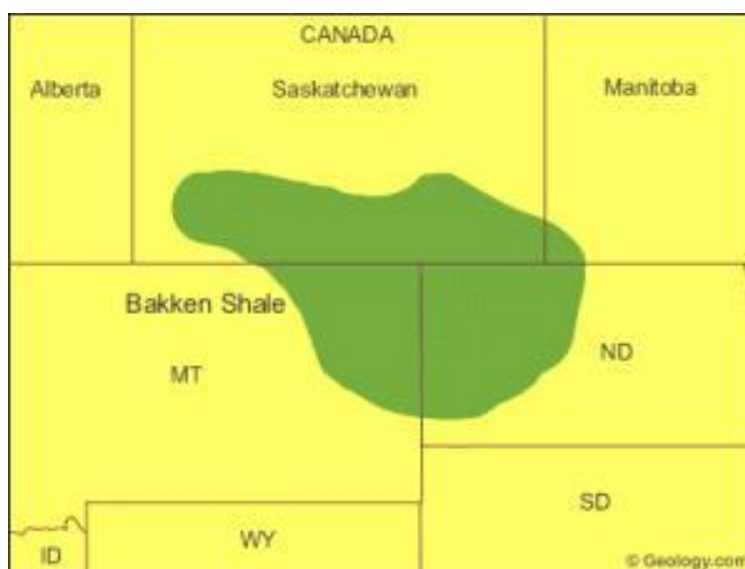 CANADA
Alberta
Saskatchewan
Manitoba
Bakken Shale
MT
ND
SD
WY
ID
© Geology.com